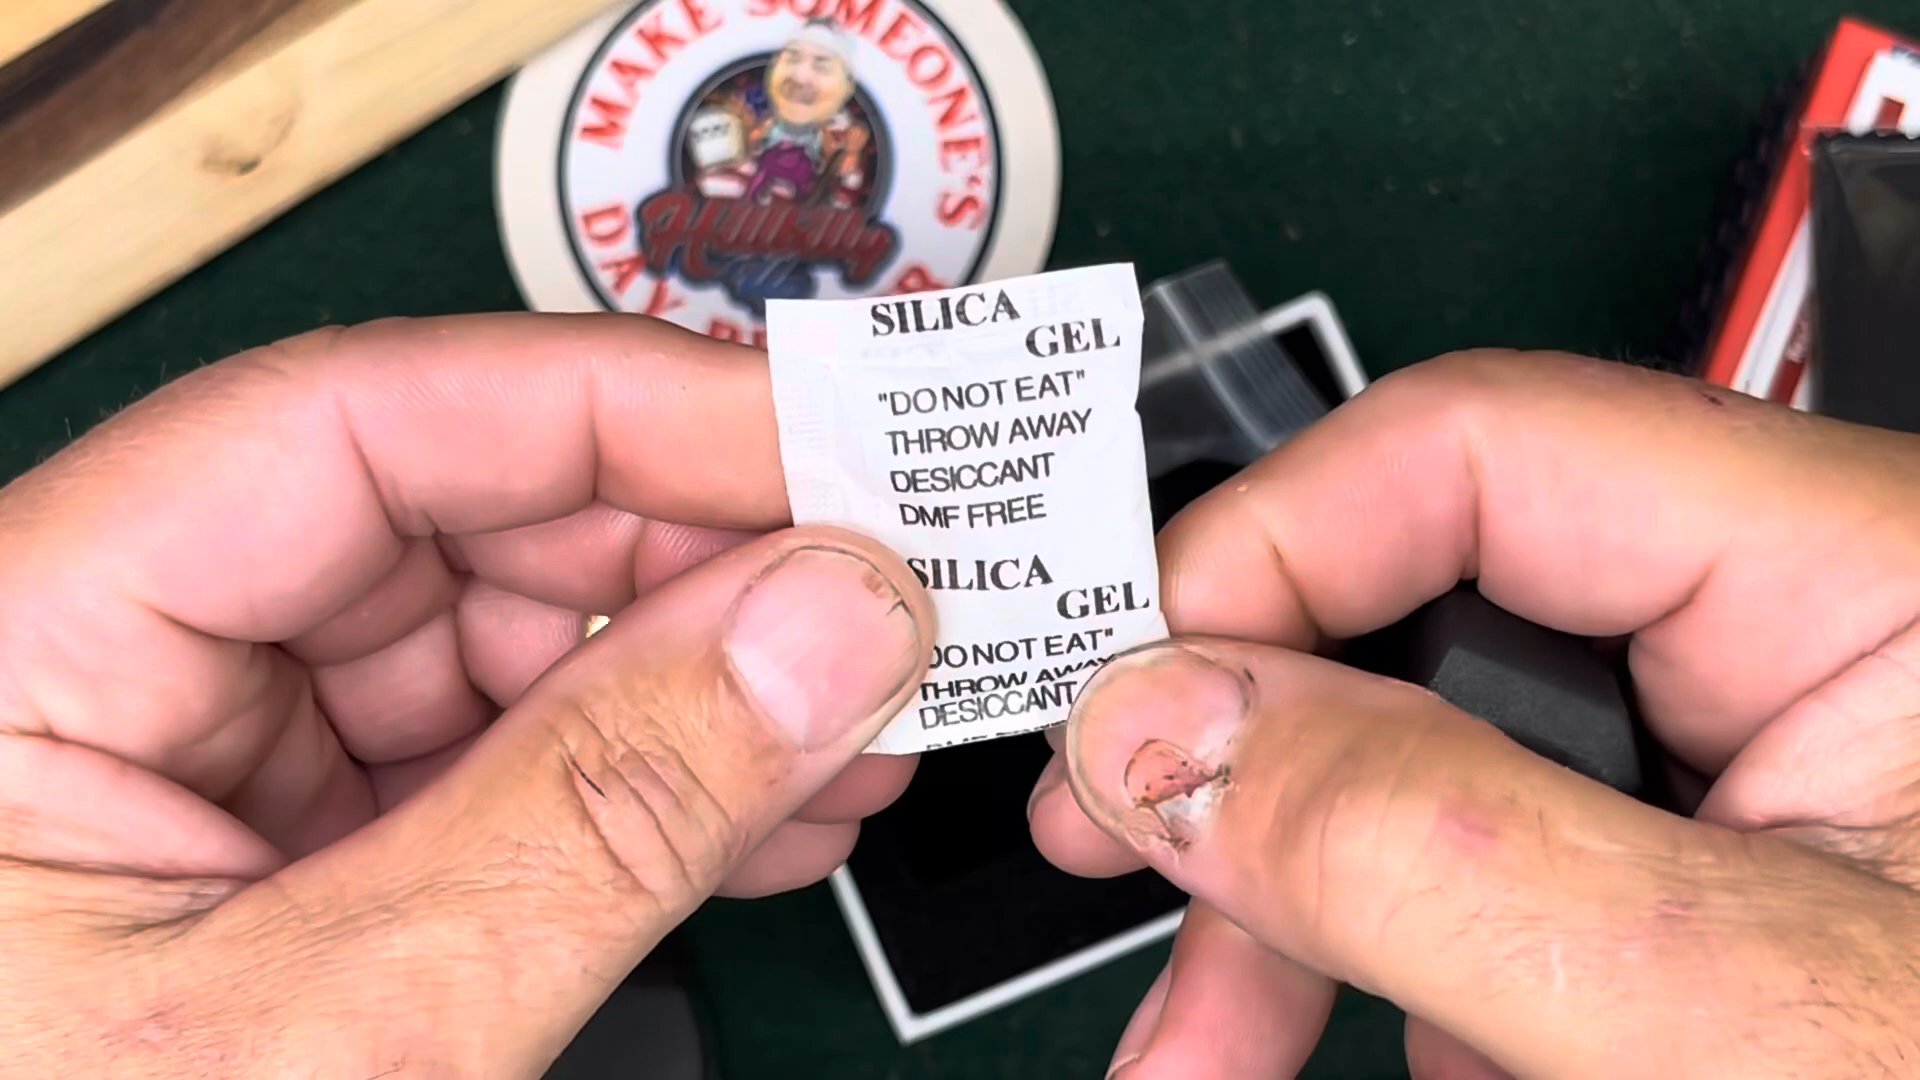 MAKE SOMEONE'S
DAY
Hillbilly
SILICA
GEL
"DO NOT EAT"
THROW AWAY
DESICCANT
DMF FREE
SILICA
GEL
DO NOT EAT"
THROW AWAY
DESICCANT